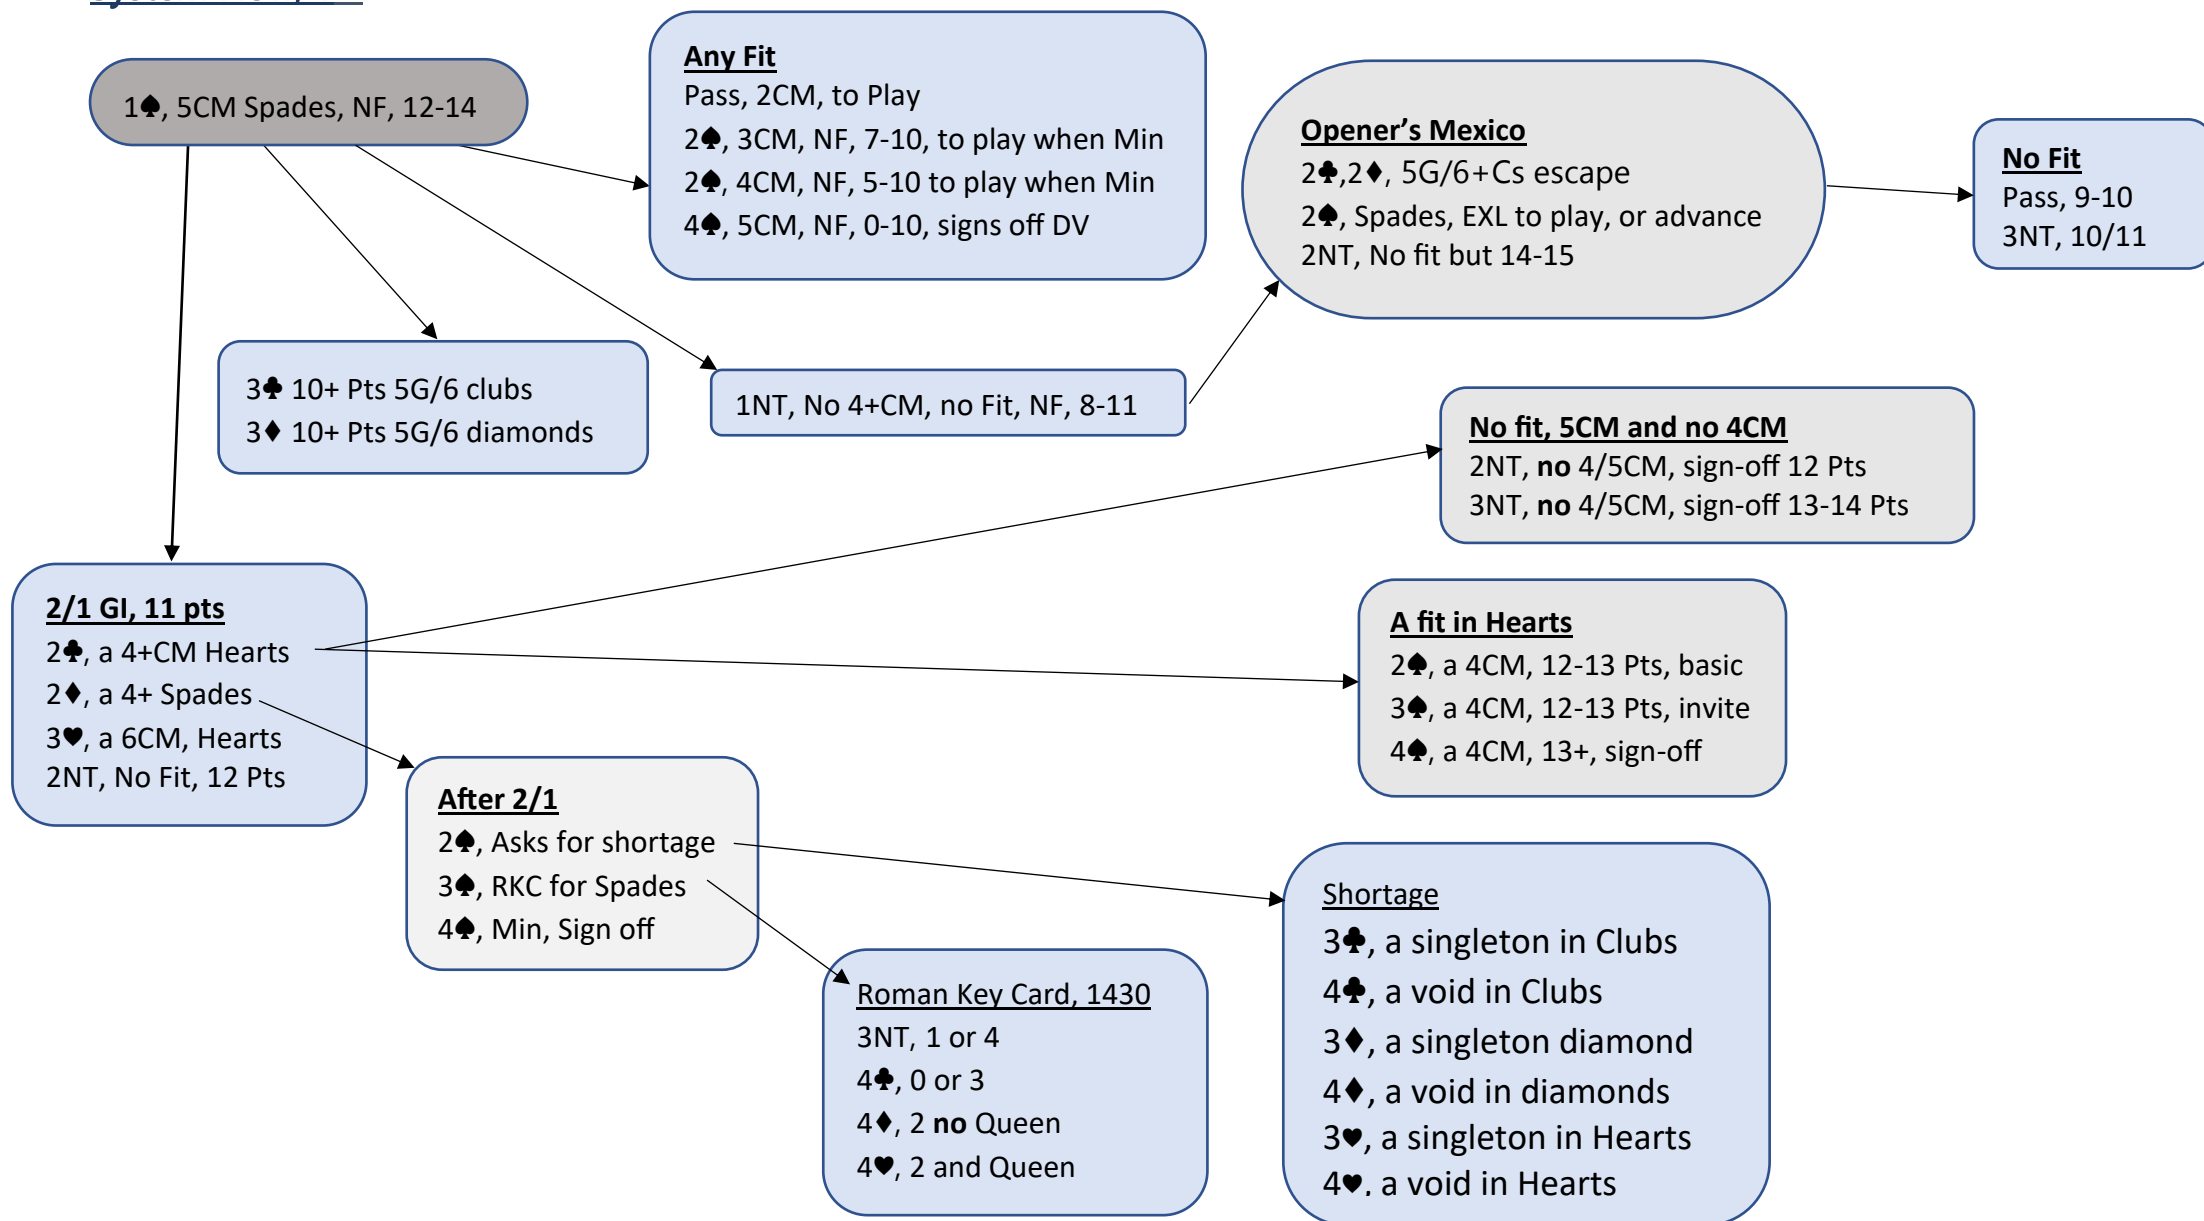 1♠, 5CM Spades, NF, 12-14
Any Fit
Pass, 2CM, to Play
2♠, 3CM, NF, 7-10, to play when Min
2♠, 4CM, NF, 5-10 to play when Min
4♠, 5CM, NF, 0-10, signs off DV
Opener’s Mexico
2♣,2♦, 5G/6+Cs escape
2♠, Spades, EXL to play, or advance
2NT, No fit but 14-15
No Fit
Pass, 9-10
3NT, 10/11
3♣ 10+ Pts 5G/6 clubs
3♦ 10+ Pts 5G/6 diamonds
1NT, No 4+CM, no Fit, NF, 8-11
No fit, 5CM and no 4CM
2NT, no 4/5CM, sign-off 12 Pts
3NT, no 4/5CM, sign-off 13-14 Pts
2/1 GI, 11 pts
2♣, a 4+CM Hearts
2♦, a 4+ Spades
3♥, a 6CM, Hearts
2NT, No Fit, 12 Pts
A fit in Hearts
2♠, a 4CM, 12-13 Pts, basic
3♠, a 4CM, 12-13 Pts, invite
4♠, a 4CM, 13+, sign-off
After 2/1
2♠, Asks for shortage
3♠, RKC for Spades
4♠, Min, Sign off
Roman Key Card, 1430
3NT, 1 or 4
4♣, 0 or 3
4♦, 2 no Queen
4♥, 2 and Queen
Shortage
3♣, a singleton in Clubs
4♣, a void in Clubs
3♦, a singleton diamond
4♦, a void in diamonds
3♥, a singleton in Hearts
4♥, a void in Hearts